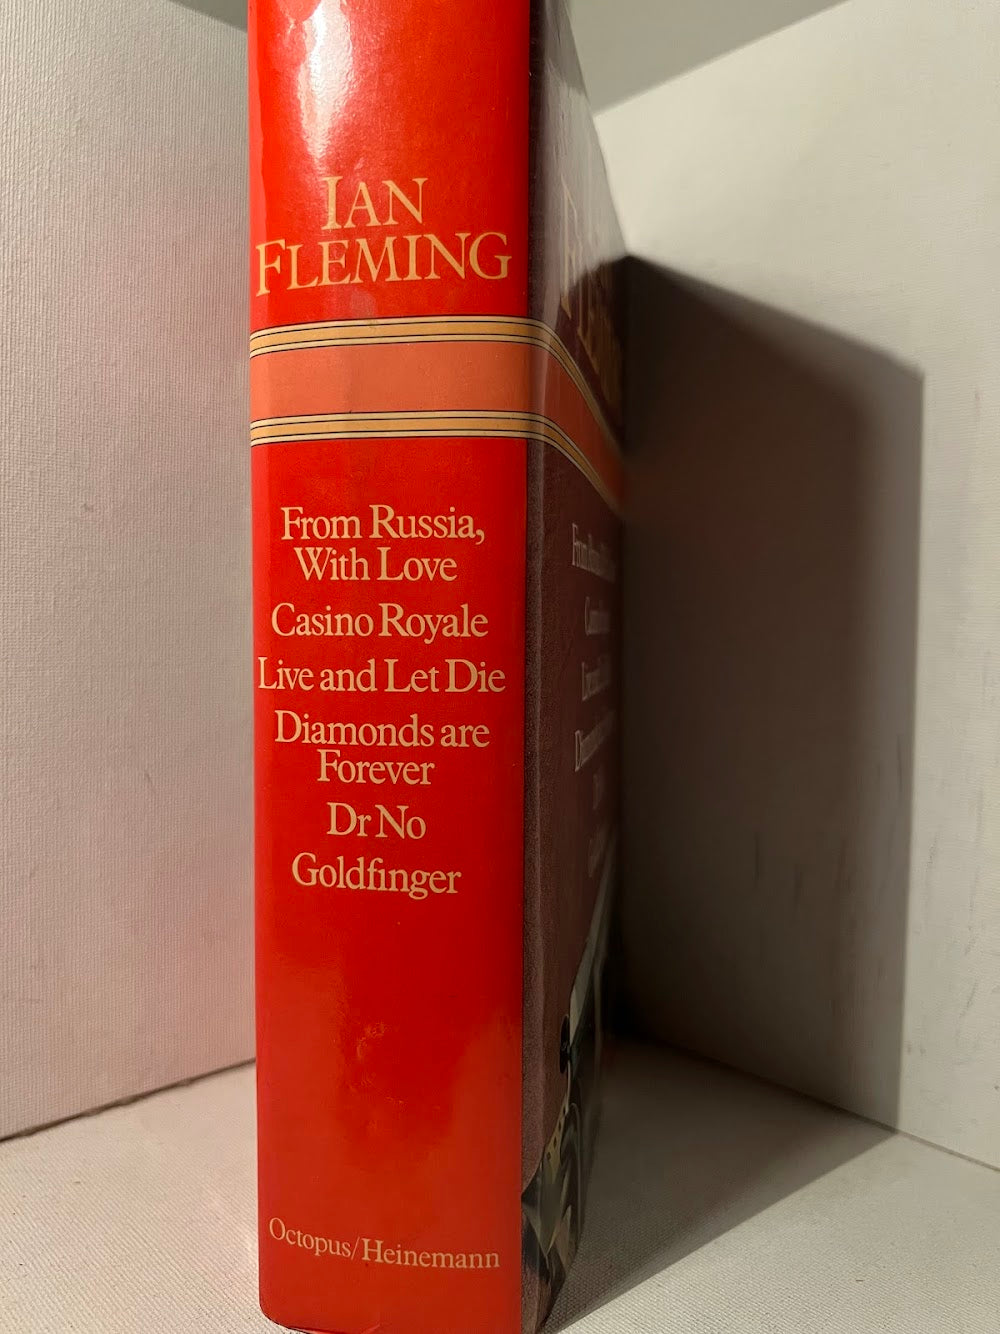 IAN
FLEMING
From Russia,
With Love
Casino Royale
Live and Let Die
Diamonds are
Forever
Dr No
Goldfinger
Octopus/Heinemann